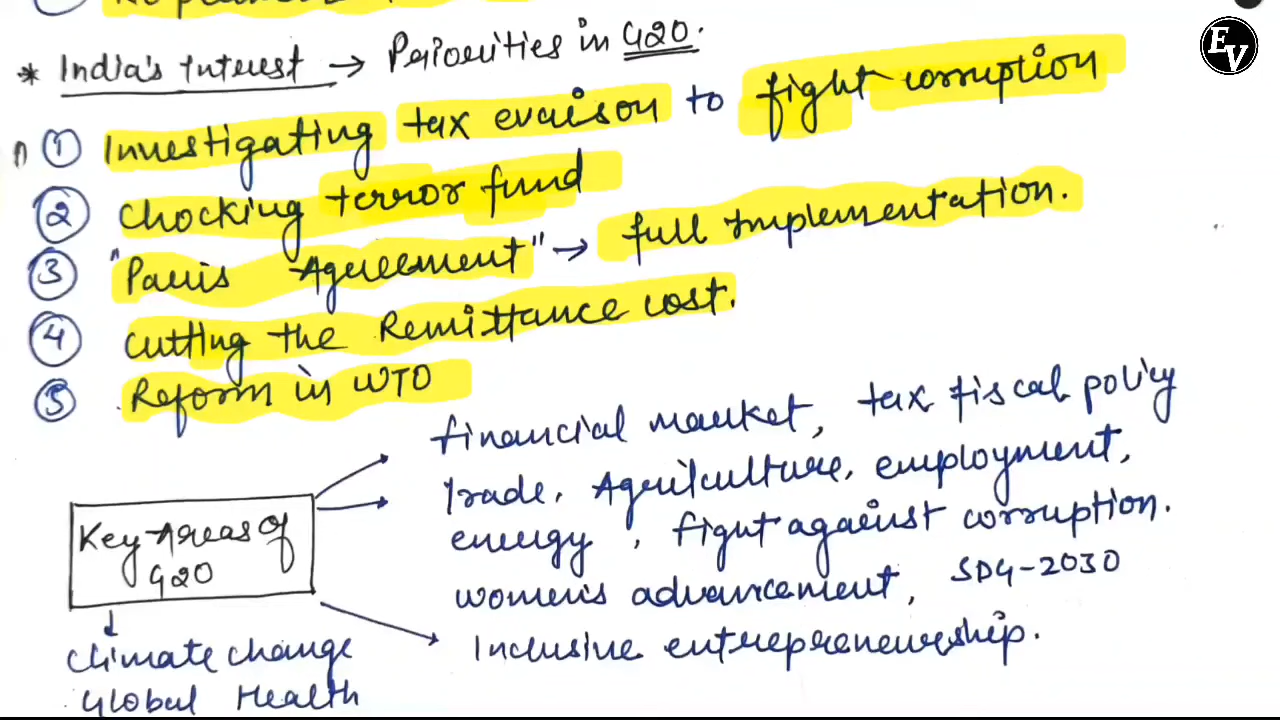 EV
* India's Interest → Periorities in G20.
① Investigating tax evaison to fight corruption
② Chocking terror fund
③ "Paris Agreement" → full Implementation.
④ Cutting the Remittance cost.
⑤ Reform in WTO
financial market, tax fiscal policy
Trade, Agriculture, employment,
energy, fight against corruption.
women's advancement, SDG-2030
Inclusive entrepreneurship.
Key Areas of
G20
Climate change
Global Health